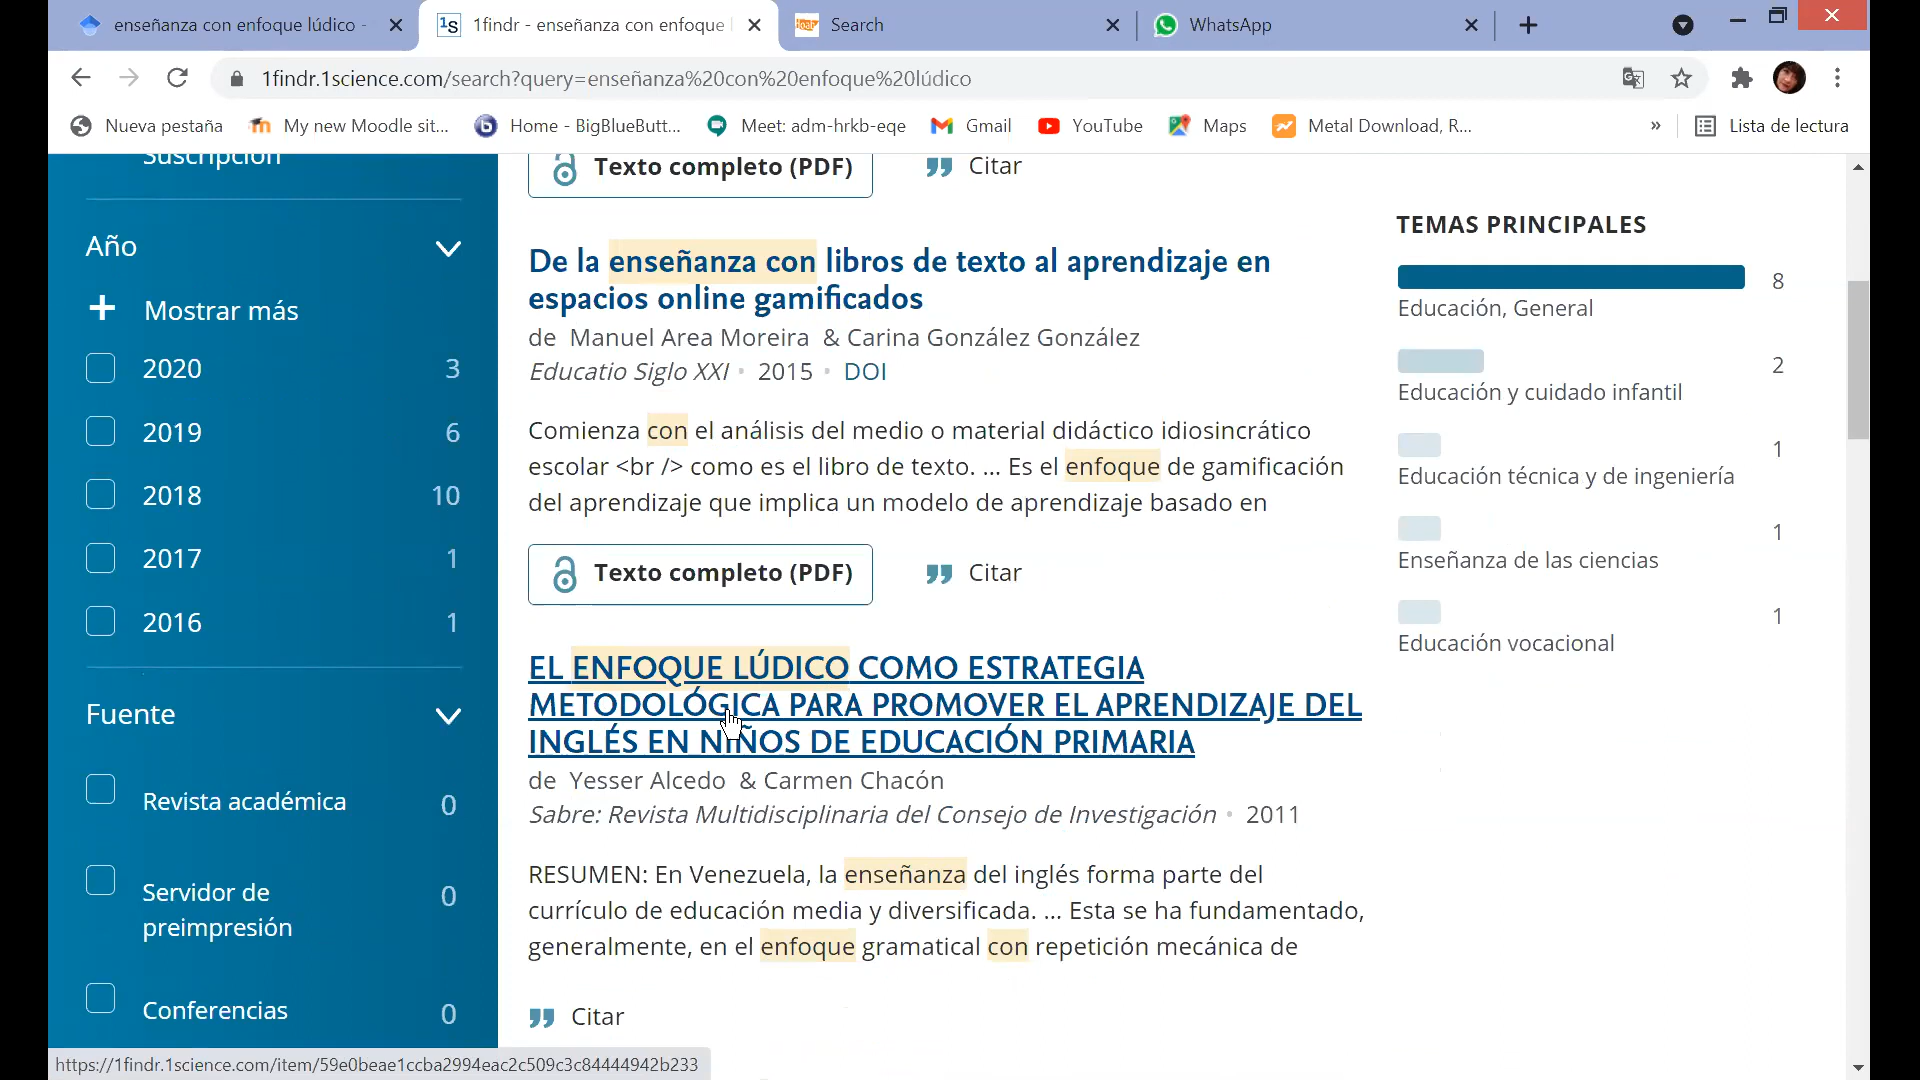 enseñanza con enfoque lúdico -
1findr - enseñanza con enfoque l
Search
WhatsApp
1findr.1science.com/search?query=enseñanza%20con%20enfoque%20lúdico
Nueva pestaña
My new Moodle sit...
Home - BigBlueButt...
Meet: adm-hrkb-eqe
Gmail
YouTube
Maps
Metal Download, R...
»
Lista de lectura
Suscripción
Año
Mostrar más
2020 3
2019 6
2018 10
2017 1
2016 1
Fuente
Revista académica 0
Servidor de
preimpresión 0
Conferencias 0
Texto completo (PDF) Citar
De la enseñanza con libros de texto al aprendizaje en
espacios online gamificados
de Manuel Area Moreira & Carina González González
Educatio Siglo XXI • 2015 • DOI
Comienza con el análisis del medio o material didáctico idiosincrático
escolar <br /> como es el libro de texto. ... Es el enfoque de gamificación
del aprendizaje que implica un modelo de aprendizaje basado en
Texto completo (PDF) Citar
EL ENFOQUE LÚDICO COMO ESTRATEGIA
METODOLÓGICA PARA PROMOVER EL APRENDIZAJE DEL
INGLÉS EN NIÑOS DE EDUCACIÓN PRIMARIA
de Yesser Alcedo & Carmen Chacón
Sabre: Revista Multidisciplinaria del Consejo de Investigación • 2011
RESUMEN: En Venezuela, la enseñanza del inglés forma parte del
currículo de educación media y diversificada. ... Esta se ha fundamentado,
generalmente, en el enfoque gramatical con repetición mecánica de
Citar
TEMAS PRINCIPALES
8
Educación, General
2
Educación y cuidado infantil
1
Educación técnica y de ingeniería
1
Enseñanza de las ciencias
1
Educación vocacional
https://1findr.1science.com/item/59e0beae1ccba2994eac2c509c3c84444942b233